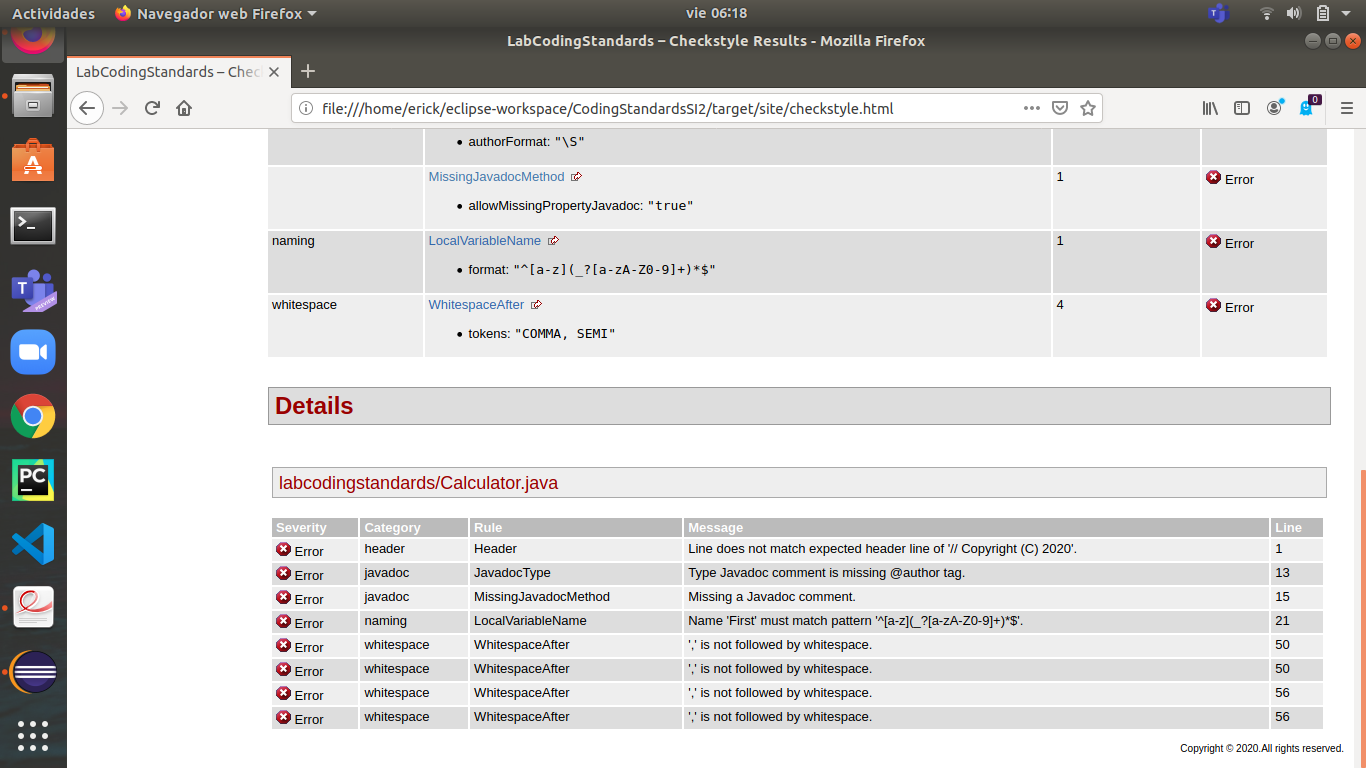 Actividades Navegador web Firefox vie 06:18
LabCodingStandards – Checkstyle Results - Mozilla Firefox
LabCodingStandards – Chec
file:///home/erick/eclipse-workspace/CodingStandardsSI2/target/site/checkstyle.html 0
• authorFormat: "\S"
MissingJavadocMethod 1 Error
• allowMissingPropertyJavadoc: "true"
naming LocalVariableName 1 Error
• format: "^[a-z](_?[a-zA-Z0-9]+)*$"
whitespace WhitespaceAfter 4 Error
• tokens: "COMMA, SEMI"
Details
labcodingstandards/Calculator.java
Severity Category Rule Message Line
Error header Header Line does not match expected header line of '// Copyright (C) 2020'. 1
Error javadoc JavadocType Type Javadoc comment is missing @author tag. 13
Error javadoc MissingJavadocMethod Missing a Javadoc comment. 15
Error naming LocalVariableName Name 'First' must match pattern '^[a-z](_?[a-zA-Z0-9]+)*$'. 21
Error whitespace WhitespaceAfter ',' is not followed by whitespace. 50
Error whitespace WhitespaceAfter ',' is not followed by whitespace. 50
Error whitespace WhitespaceAfter ',' is not followed by whitespace. 56
Error whitespace WhitespaceAfter ',' is not followed by whitespace. 56
Copyright © 2020.All rights reserved.
T
PREVIEW
PC